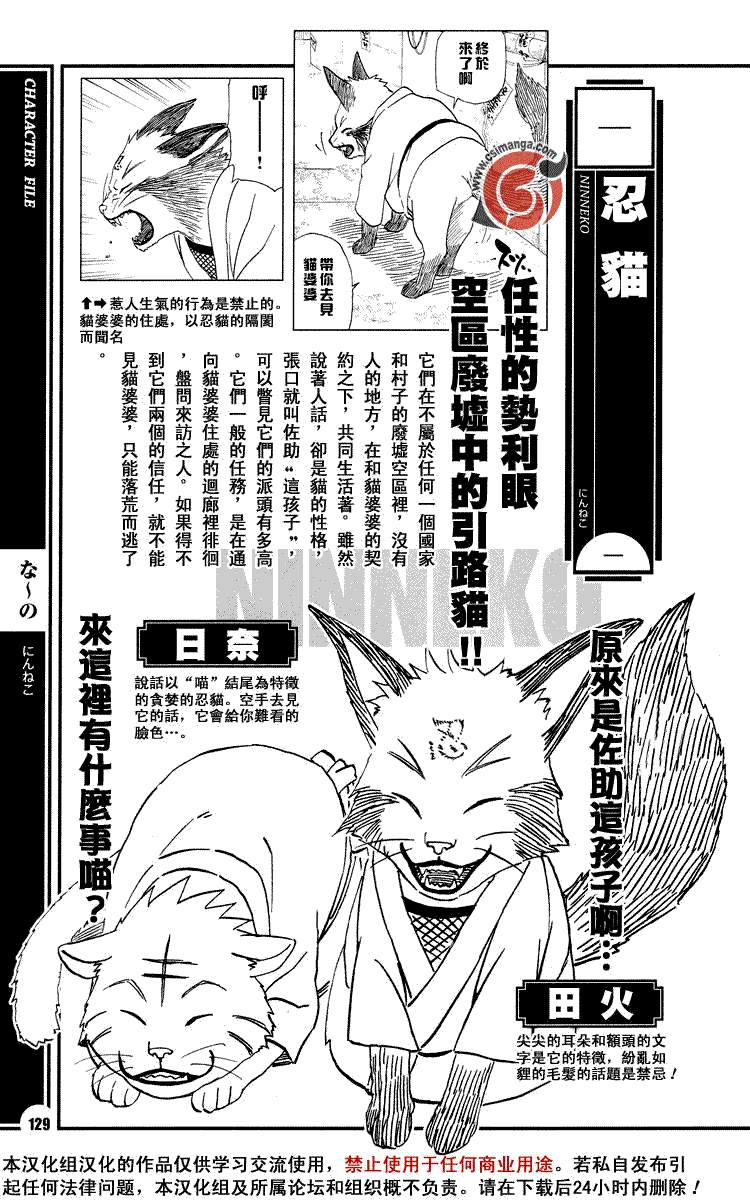 CHARACTER FILE
な～の
にんねこ
129
一
NINNEKO
忍貓
にんねこ
一
終於
來了啊
帶你去見
貓婆婆
呼——！
www.csimanga.com
⬆➡惹人生氣的行為是禁止的。
貓婆婆的住處，以忍貓的隔閡
而聞名
任性的勢利眼
空區廢墟中的引路貓!!
它們在不屬於任何一個國家
和村子的廢墟空區裡，沒有
人的地方，在和貓婆婆的契
約之下，共同生活著。雖然
說著人話，卻是貓的性格，
張口就叫佐助“這孩子”，
可以瞥見它們的派頭有多高
。它們一般的任務，是在通
向貓婆婆住處的迴廊裡徘徊
，盤問來訪之人。如果得不
到它們兩個的信任，就不能
見貓婆婆，只能落荒而逃了
。
NINNEKO
原來是佐助這孩子啊…
日奈
說話以“喵”結尾為特徵
的貪婪的忍貓。空手去見
它的話，它會給你難看的
臉色…。
來這裡有什麼事喵？
田火
尖尖的耳朵和額頭的文
字是它的特徵，紛亂如
貍的毛髮的話題是禁忌！
本汉化组汉化的作品仅供学习交流使用，禁止使用于任何商业用途。若私自发布引
起任何法律问题，本汉化组及所属论坛和组织概不负责。请在下载后24小时内删除！